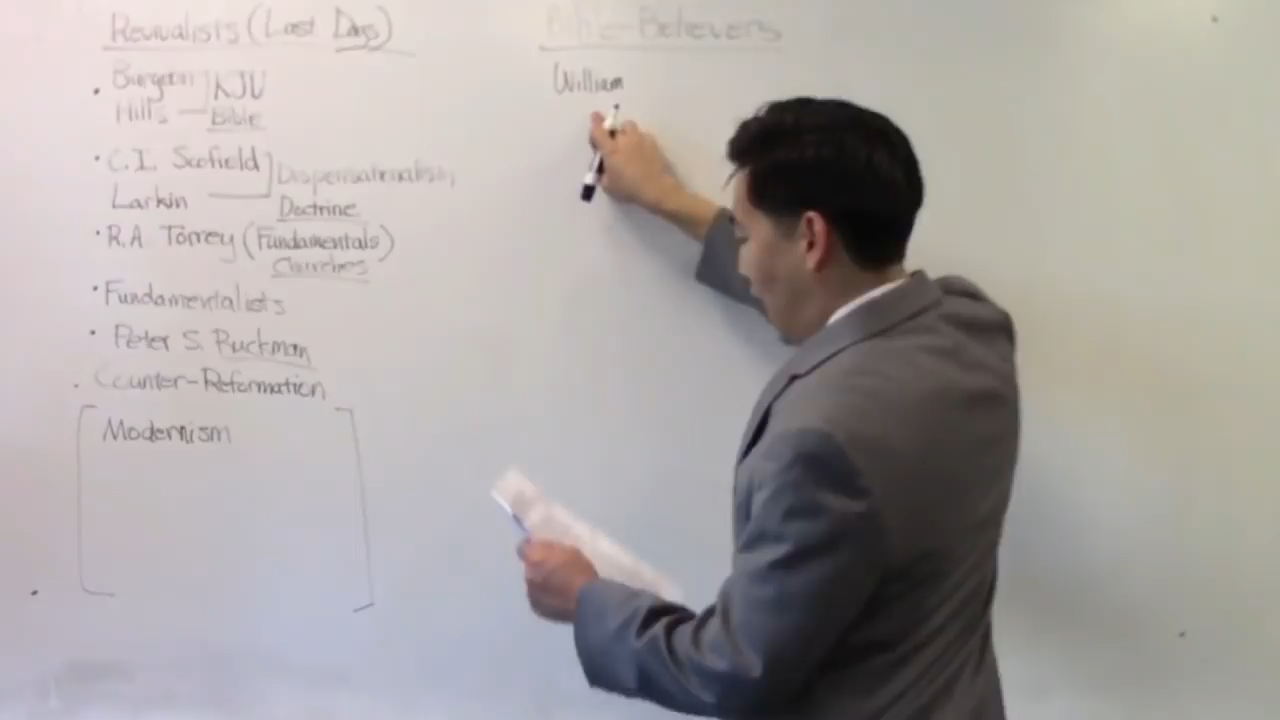 Revivalists (Last Days)
• Burgeon
Hills
KJV
Bible
• C.I. Scofield
Larkin
Dispensationalism,
Doctrine
• R.A Torrey (Fundamentals)
Churches
• Fundamentalists
• Peter S. Ruckman
. Counter-Reformation
Modernism
Bible-Believers
William